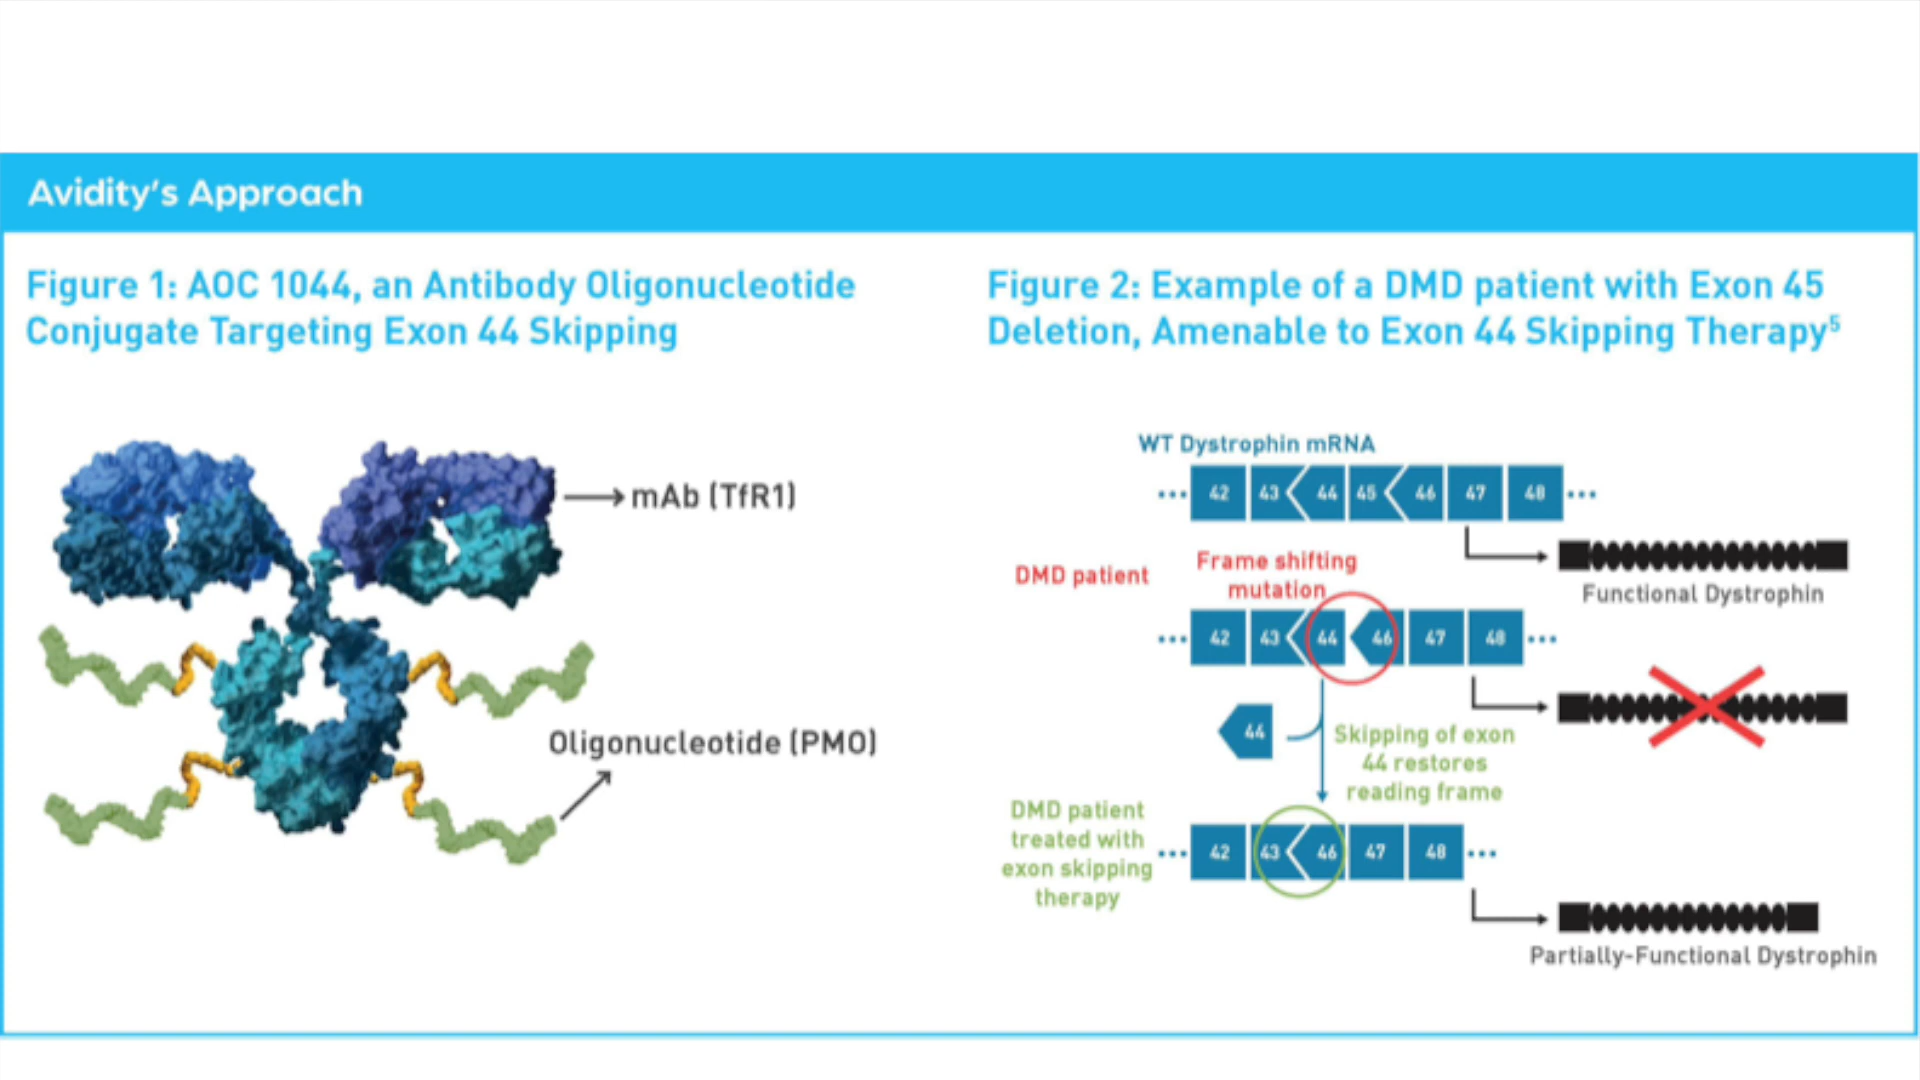 Avidity's Approach
Figure 1: AOC 1044, an Antibody Oligonucleotide
Conjugate Targeting Exon 44 Skipping
mAb (TfR1)
Oligonucleotide (PMO)
Figure 2: Example of a DMD patient with Exon 45
Deletion, Amenable to Exon 44 Skipping Therapy⁵
WT Dystrophin mRNA
... 42 43 44 45 46 47 48 ...
Functional Dystrophin
DMD patient
Frame shifting
mutation
... 42 43 44 46 47 48 ...
44
Skipping of exon
44 restores
reading frame
DMD patient
treated with
exon skipping
therapy
... 42 43 46 47 48 ...
Partially-Functional Dystrophin